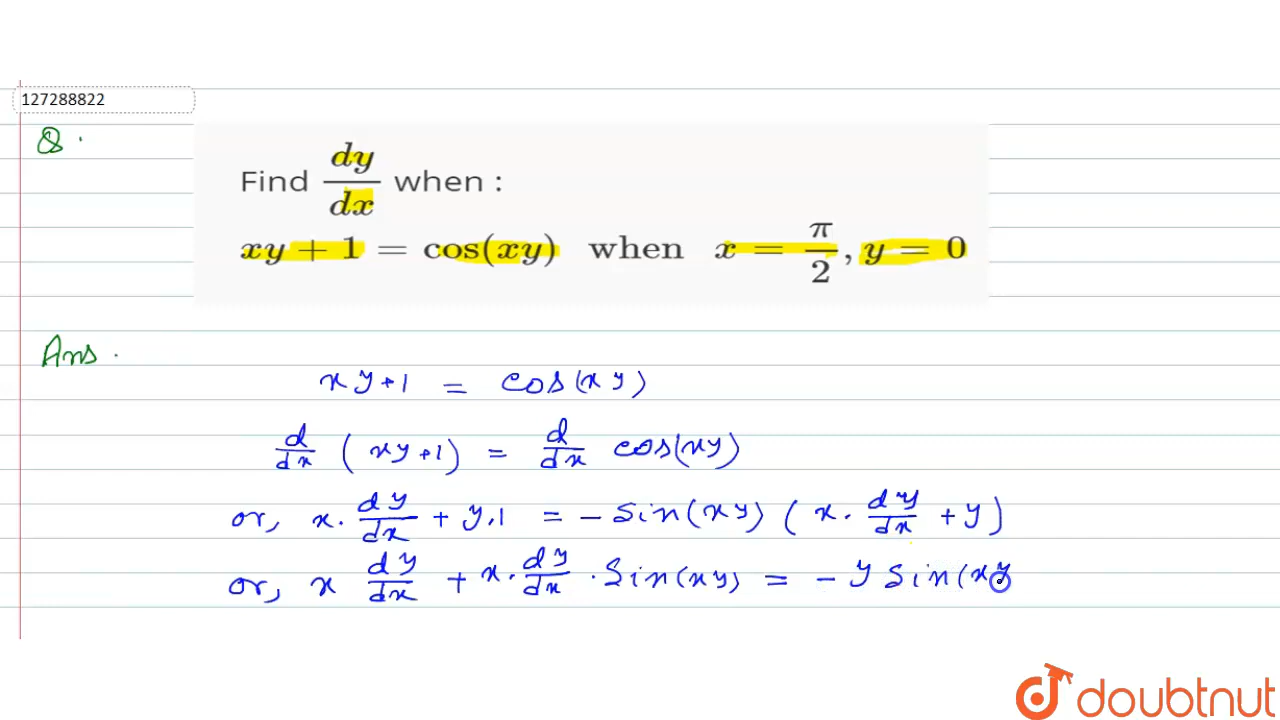 127288822
Q.
Find dy/dx when :
xy + 1 = cos(xy) when x = π/2, y = 0
Ans.
xy+1 = cos(xy)
d/dx (xy+1) = d/dx cos(xy)
or, x. dy/dx + y.1 = - sin(xy) (x. dy/dx + y)
or, x dy/dx + x. dy/dx . sin(xy) = - y sin(xy
doubtnut